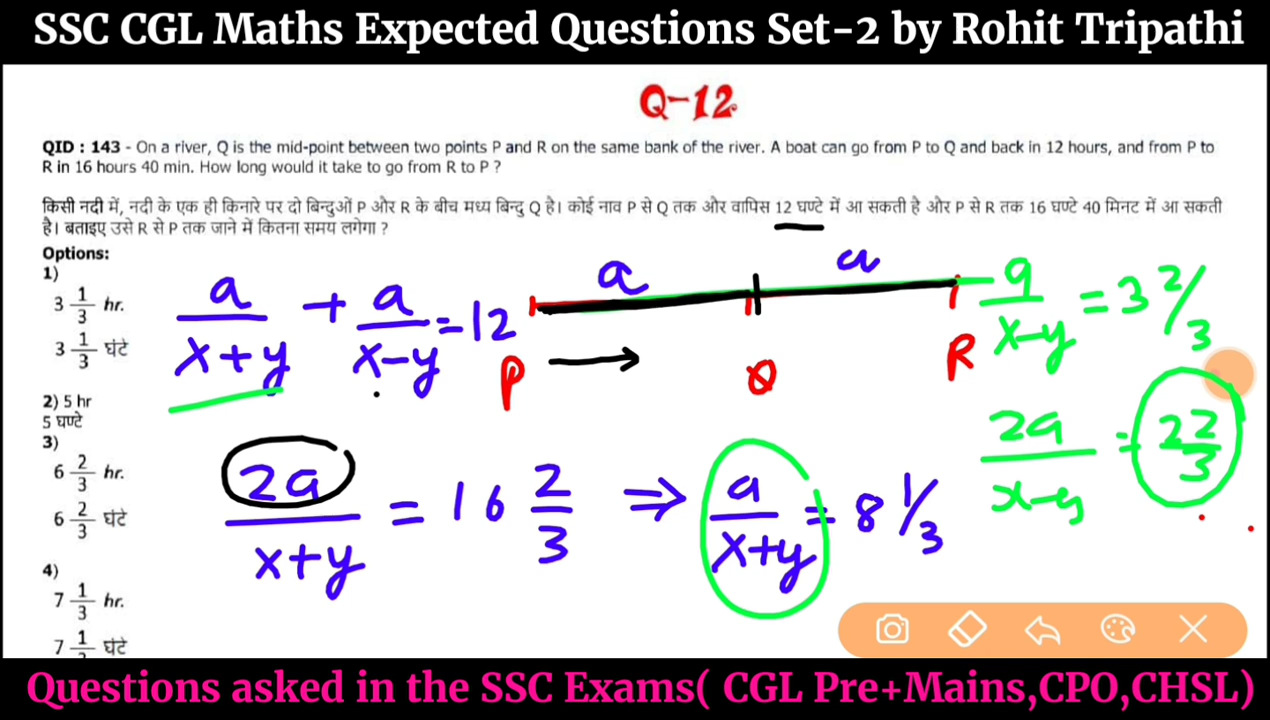 SSC CGL Maths Expected Questions Set-2 by Rohit Tripathi
Q-12
QID : 143 - On a river, Q is the mid-point between two points P and R on the same bank of the river. A boat can go from P to Q and back in 12 hours, and from P to
R in 16 hours 40 min. How long would it take to go from R to P ?
किसी नदी में, नदी के एक ही किनारे पर दो बिन्दुओं P और R के बीच मध्य बिन्दु Q है। कोई नाव P से Q तक और वापिस 12 घण्टे में आ सकती है और P से R तक 16 घण्टे 40 मिनट में आ सकती
है। बताइए उसे R से P तक जाने में कितना समय लगेगा ?
Options:
1)
3 1/3 hr.
3 1/3 घंटे
2) 5 hr
5 घण्टे
3)
6 2/3 hr.
6 2/3 घंटे
4)
7 1/3 hr.
7 1/ घंटे
a/x+y + a/x-y = 12
a a
P Q R
a/x-y = 3 2/3
2a/x+y = 16 2/3 ⇒ a/x+y = 8 1/3
2a/x-y = 22/3
Questions asked in the SSC Exams( CGL Pre+Mains,CPO,CHSL)